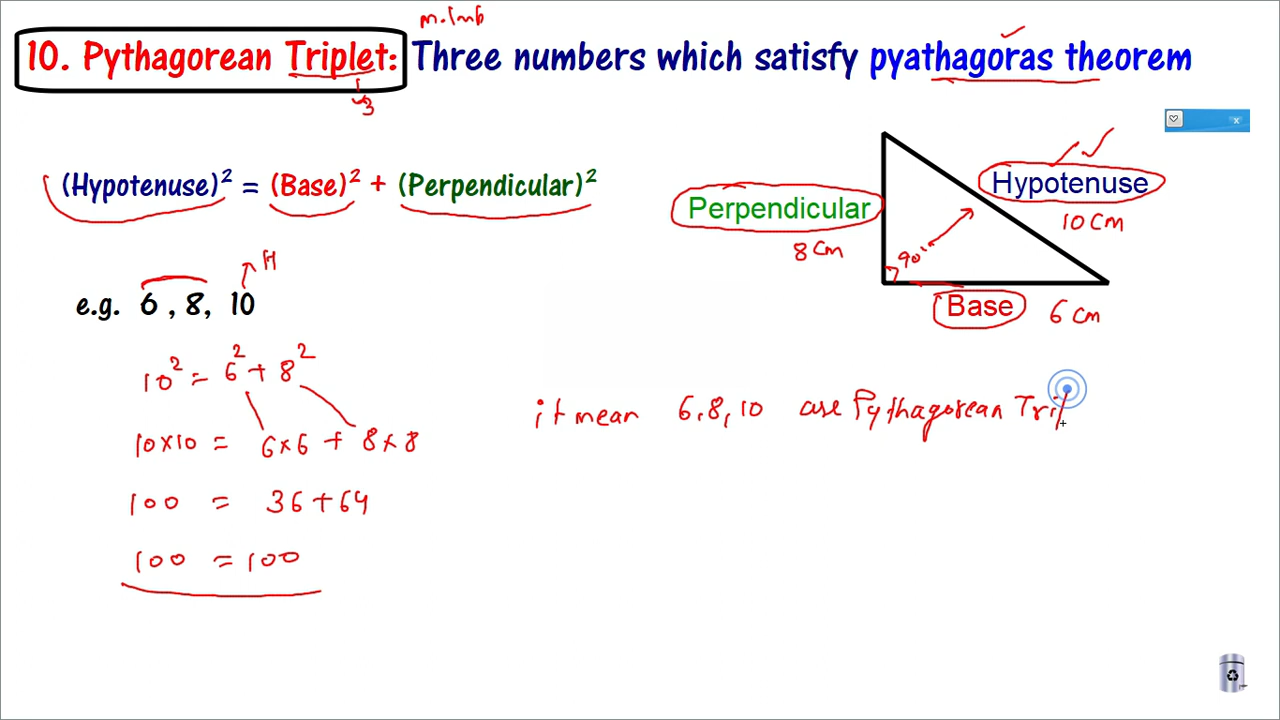 10. Pythagorean Triplet: Three numbers which satisfy pyathagoras theorem
3
(Hypotenuse)² = (Base)² + (Perpendicular)²
Hypotenuse
10 Cm
Perpendicular
8 Cm
90°
Base
6 Cm
H
e.g. 6 , 8, 10
10² = 6² + 8²
10×10 = 6×6 + 8×8
100 = 36+64
100 = 100
it mean 6,8,10 are Pythagorean Tri
x